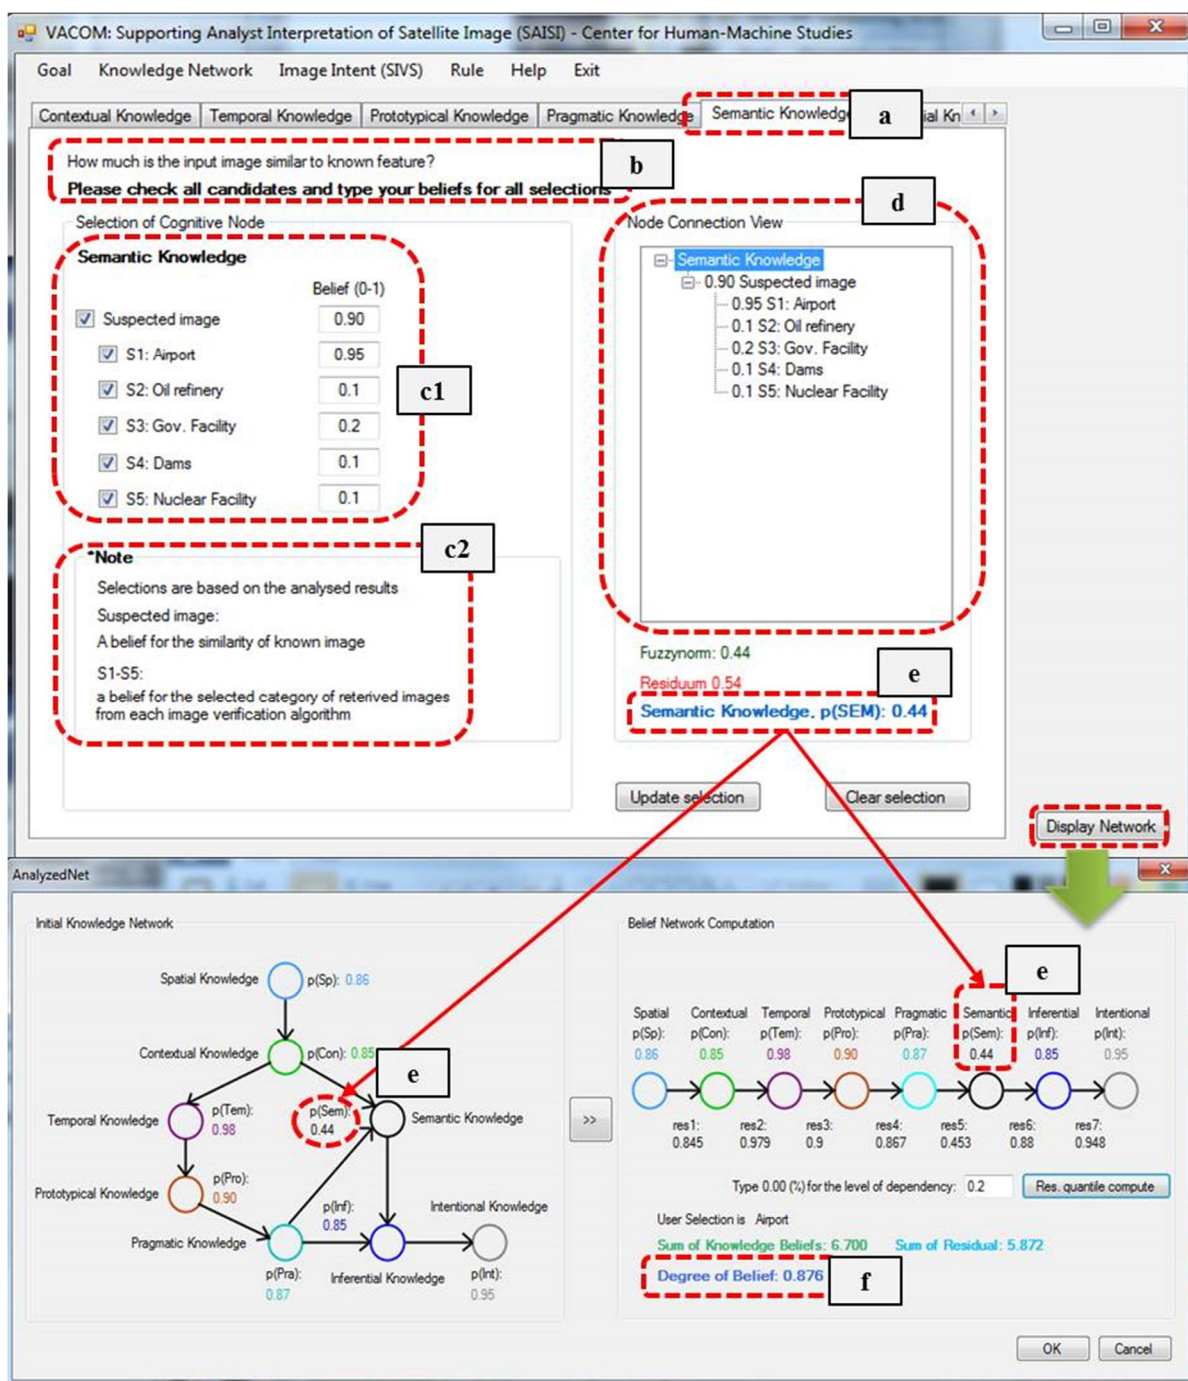 VACOM: Supporting Analyst Interpretation of Satellite Image (SAISI) - Center for Human-Machine Studies
Goal Knowledge Network Image Intent (SIVS) Rule Help Exit
Contextual Knowledge Temporal Knowledge Prototypical Knowledge Pragmatic Knowledge Semantic Knowledge a ial Kn
How much is the input image similar to known feature?
Please check all candidates and type your beliefs for all selections
b
Selection of Cognitive Node
Semantic Knowledge
Belief (0-1)
Suspected image 0.90
S1: Airport 0.95
S2: Oil refinery 0.1
S3: Gov. Facility 0.2
S4: Dams 0.1
S5: Nuclear Facility 0.1
c1
*Note
c2
Selections are based on the analysed results
Suspected image:
A belief for the similarity of known image
S1-S5:
a belief for the selected category of reterived images
from each image verification algorithm
d
Node Connection View
Semantic Knowledge
0.90 Suspected image
0.95 S1: Airport
0.1 S2: Oil refinery
0.2 S3: Gov. Facility
0.1 S4: Dams
0.1 S5: Nuclear Facility
Fuzzynorm: 0.44
Residuum 0.54
e
Semantic Knowledge, p(SEM): 0.44
Update selection Clear selection
Display Network
AnalyzedNet
Initial Knowledge Network
Spatial Knowledge p(Sp): 0.86
Contextual Knowledge p(Con): 0.85
e
Temporal Knowledge p(Tem):
0.98
p(Sem):
0.44
Semantic Knowledge
Prototypical Knowledge p(Pro):
0.90
Pragmatic Knowledge
p(Pra):
0.87
p(Inf):
0.85
Inferential Knowledge
Intentional Knowledge
p(Int):
0.95
>>
Belief Network Computation
e
Spatial Contextual Temporal Prototypical Pragmatic Semantic Inferential Intentional
p(Sp): p(Con): p(Tem): p(Pro): p(Pra): p(Sem): p(Inf): p(Int):
0.86 0.85 0.98 0.90 0.87 0.44 0.85 0.95
res1: res2: res3: res4: res5: res6: res7:
0.845 0.979 0.9 0.867 0.453 0.88 0.948
Type 0.00 (%) for the level of dependency: 0.2 Res. quantile compute
User Selection is Airport
Sum of Knowledge Beliefs: 6.700 Sum of Residual: 5.872
Degree of Belief: 0.876
f
OK Cancel